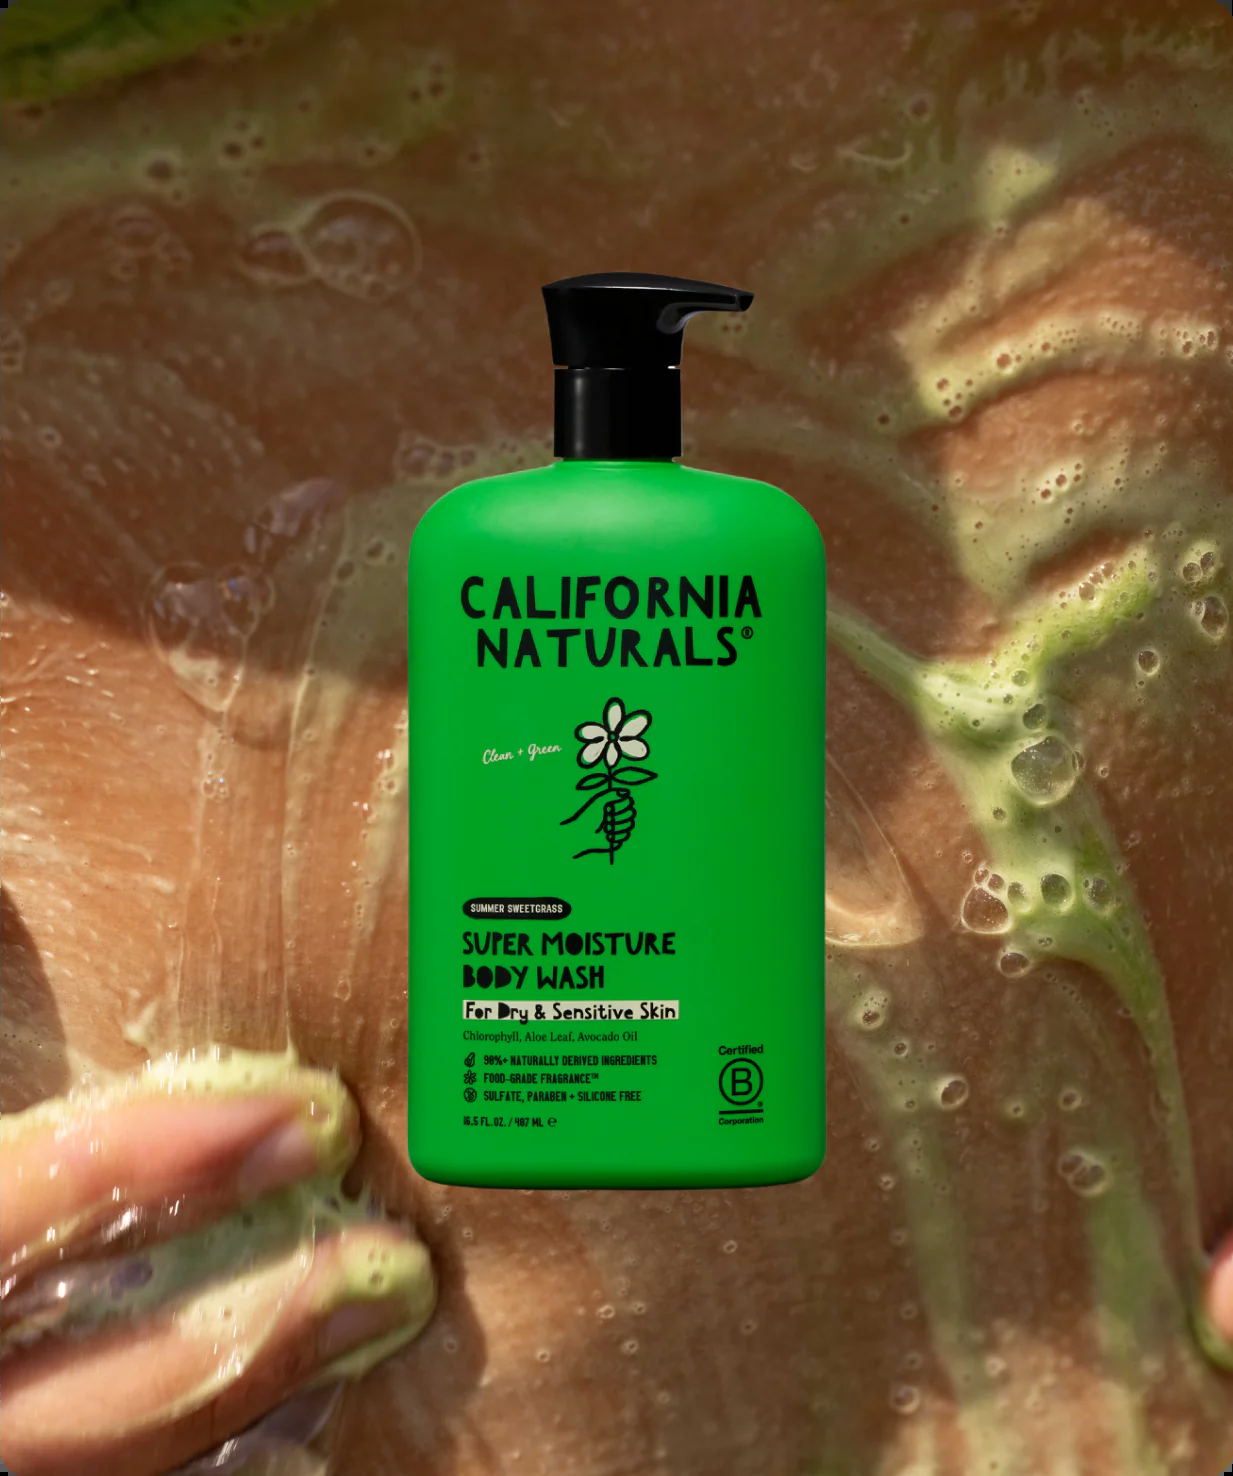 CALIFORNIA
NATURALS®
Clean + Green
SUMMER SWEETGRASS
SUPER MOISTURE
BODY WASH
For Dry & Sensitive Skin
Chlorophyll, Aloe Leaf, Avocado Oil
98%+ NATURALLY DERIVED INGREDIENTS
FOOD-GRADE FRAGRANCE™
SULFATE, PARABEN + SILICONE FREE
16.5 FL.OZ. / 487 ML ℮
Certified
B
®
Corporation